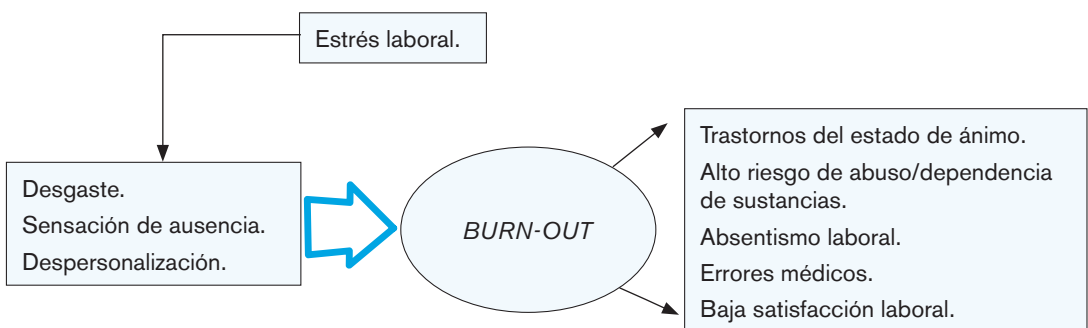 Estrés laboral.
Desgaste.
Sensación de ausencia.
Despersonalización.
BURN-OUT
Trastornos del estado de ánimo.
Alto riesgo de abuso/dependencia
de sustancias.
Absentismo laboral.
Errores médicos.
Baja satisfacción laboral.